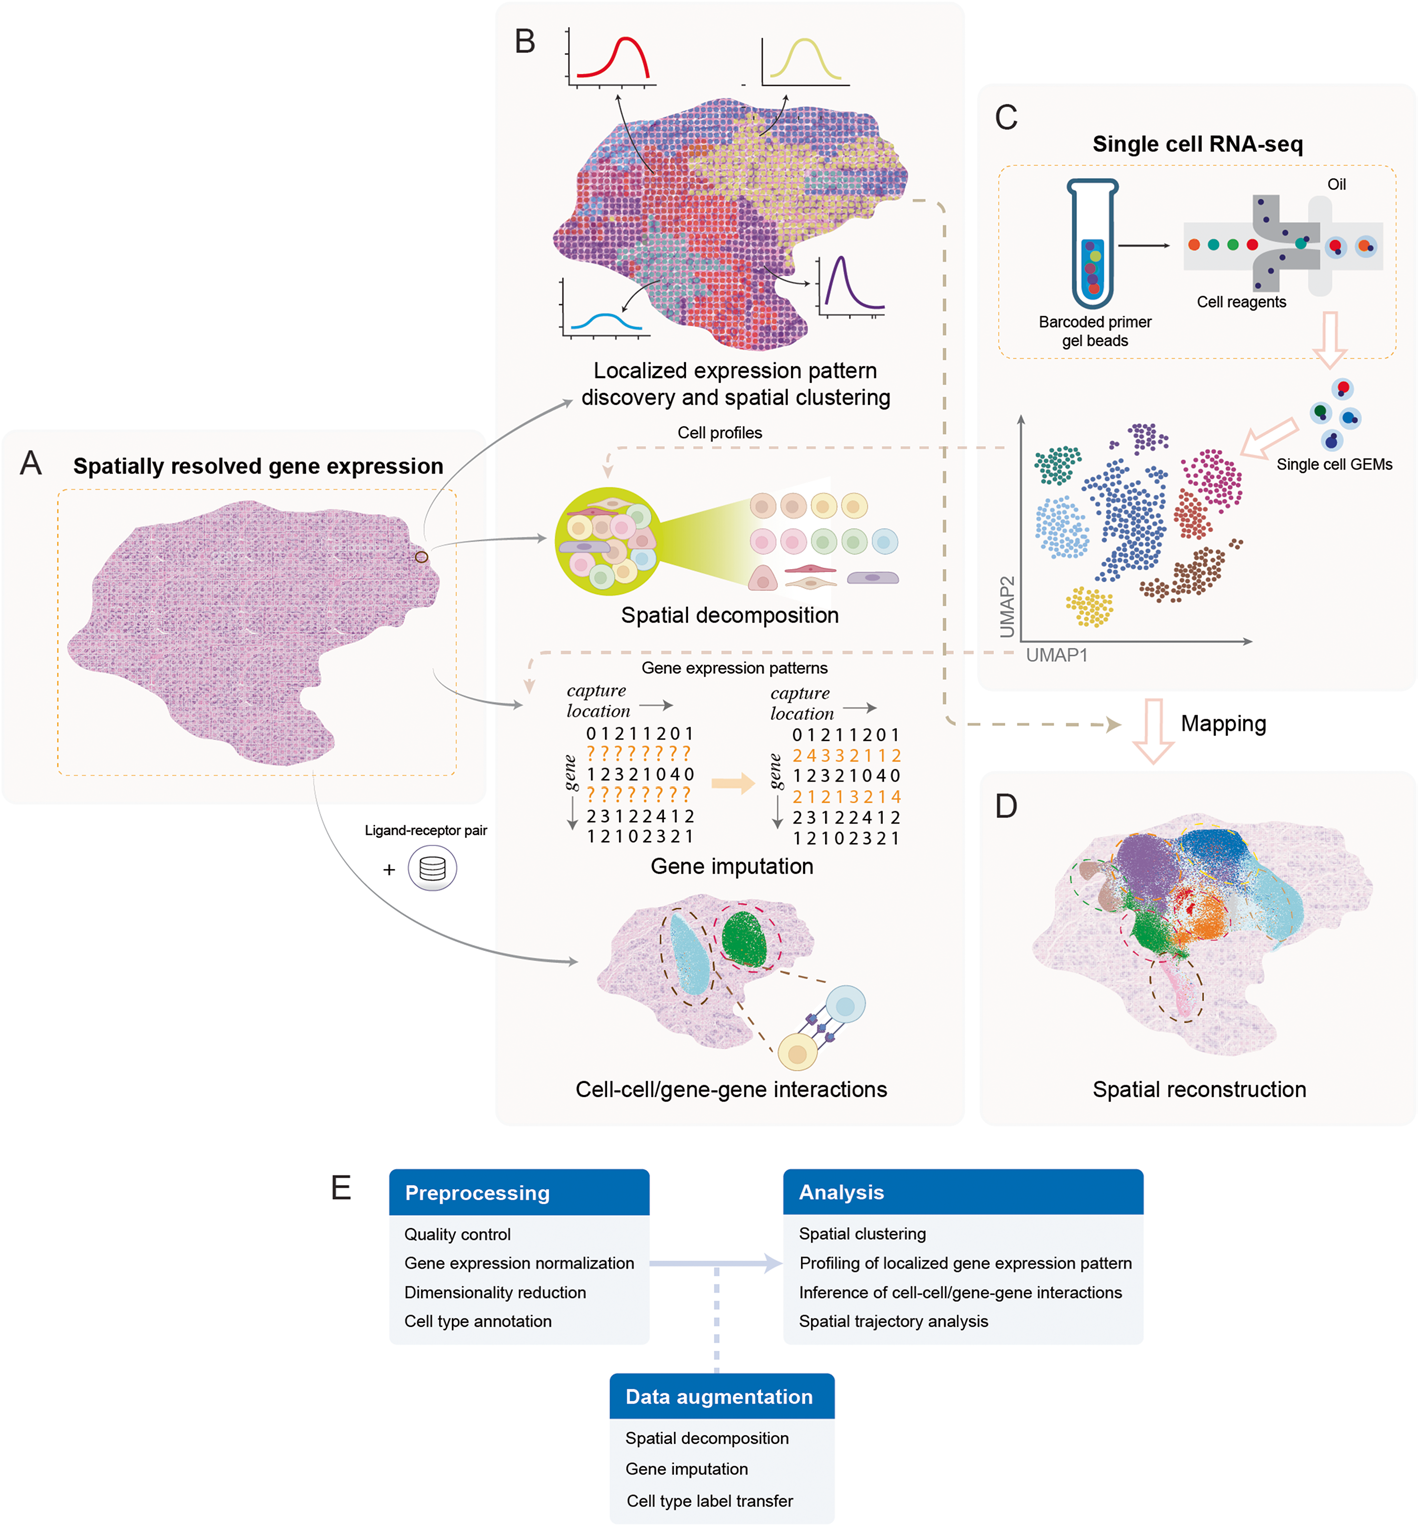 B
Localized expression pattern
discovery and spatial clustering
A
Spatially resolved gene expression
Cell profiles
Spatial decomposition
Gene expression patterns
capture
location
gene
0 1 2 1 1 2 0 1
? ? ? ? ? ? ? ?
1 2 3 2 1 0 4 0
? ? ? ? ? ? ? ?
2 3 1 2 2 4 1 2
1 2 1 0 2 3 2 1
capture
location
gene
0 1 2 1 1 2 0 1
2 4 3 3 2 1 1 2
1 2 3 2 1 0 4 0
2 1 2 1 3 2 1 4
2 3 1 2 2 4 1 2
1 2 1 0 2 3 2 1
Gene imputation
Ligand-receptor pair
+
Cell-cell/gene-gene interactions
C
Single cell RNA-seq
Oil
Cell reagents
Barcoded primer
gel beads
Single cell GEMs
UMAP2
UMAP1
Mapping
D
Spatial reconstruction
E
Preprocessing
Quality control
Gene expression normalization
Dimensionality reduction
Cell type annotation
Analysis
Spatial clustering
Profiling of localized gene expression pattern
Inference of cell-cell/gene-gene interactions
Spatial trajectory analysis
Data augmentation
Spatial decomposition
Gene imputation
Cell type label transfer